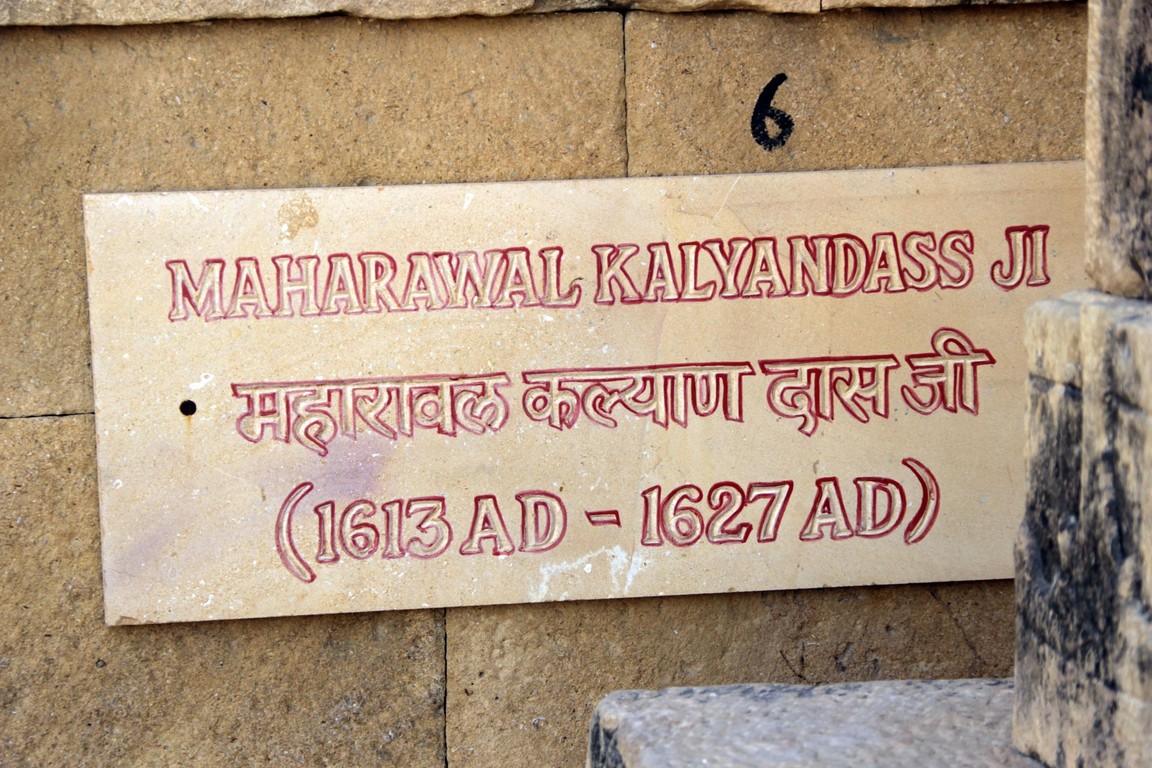 6
MAHARAWAL KALYANDASS JI
महारावल कल्याण दास जी
(1613 AD - 1627 AD)